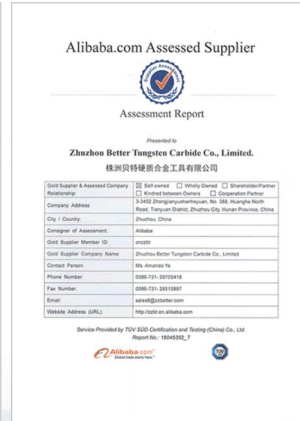 Alibaba.com Assessed Supplier
Supplier Assessment
Assessment Report
Presented to
Zhuzhou Better Tungsten Carbide Co., Limited.
株洲贝特硬质合金工具有限公司
Gold Supplier & Assessed Company Relationship: ☒ Self-owned ☐ Wholly Owned ☐ Shareholder/Partner
☐ Kindred between Owners ☐ Cooperation Partner
Company Address 3-3402 Zhongjianyushanheyuan, No. 389, Huanghe North
Road, Tianyuan District, Zhuzhou City, Hunan Province, China
City / Country Zhuzhou, China
Consigner of Assessment: Alibaba
Gold Supplier Member ID: cnzzbt
Gold Supplier Company Name Zhuzhou Better Tungsten Carbide Co., Limited
Contact Person: Ms. Amanda Ye
Phone Number: 0086-731-28705418
Fax Number: 0086-731-28510897
Email
Website Address (URL) http://zzbt.en.alibaba.com
Service Provided by TÜV SÜD Certification and Testing (China) Co., Ltd.
Report No.: 18045352_T
Alibaba.com
Global trade starts here.
TÜV